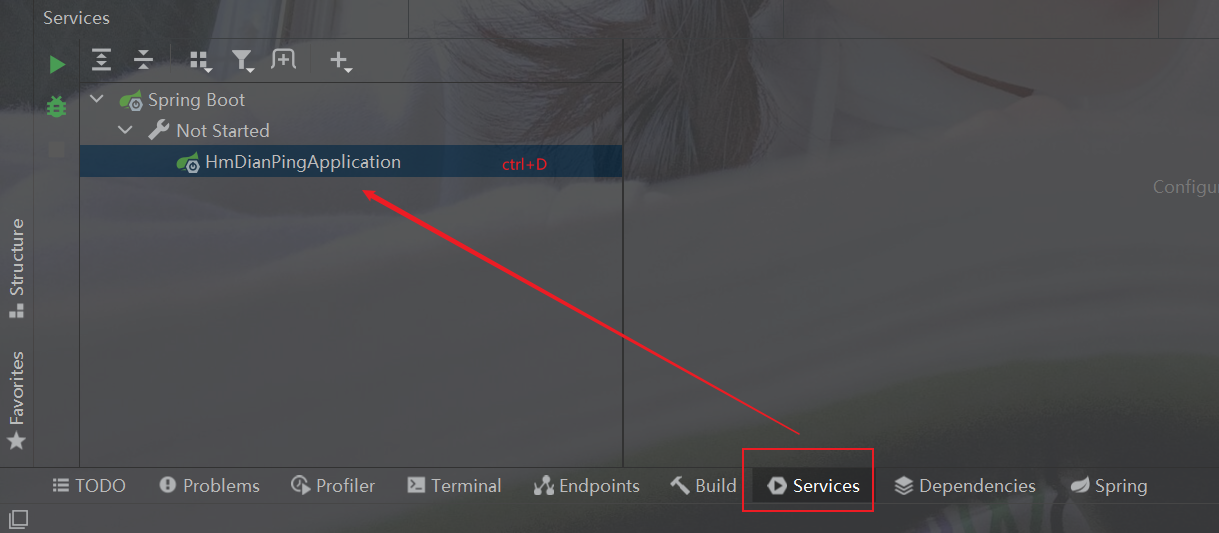 Services
Spring Boot
Not Started
HmDianPingApplication ctrl+D
Configu
Structure
Favorites
TODO Problems Profiler Terminal Endpoints Build Services Dependencies Spring